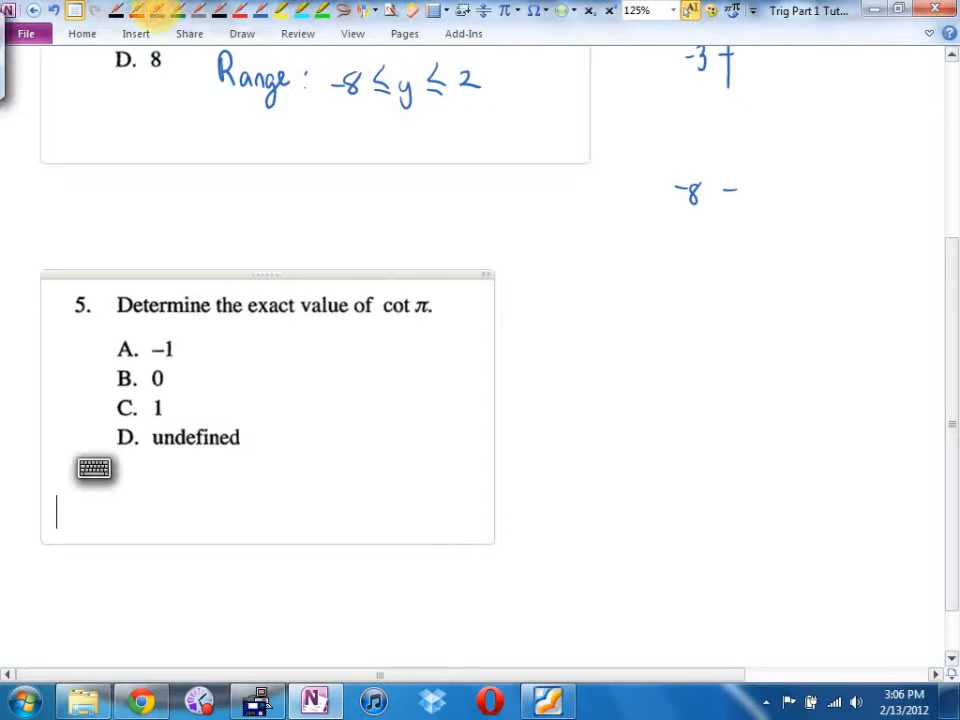 125%
Trig Part 1 Tut...
File Home Insert Share Draw Review Pages View Add-Ins
D. 8
Range: -8 ≤ y ≤ 2
-3
-8
5. Determine the exact value of cot π.
A. –1
B. 0
C. 1
D. undefined
3:06 PM
2/13/2012